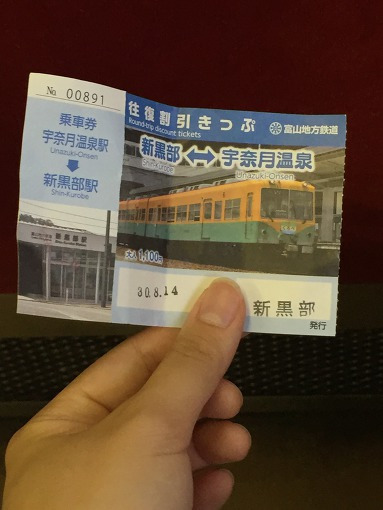 No 00891
乗車券
宇奈月温泉駅
Unazuki-Onsen
新黒部駅
Shin-Kurobe
往復割引きっぷ
Round-trip discount tickets
富山地方鉄道
新黒部 ↔ 宇奈月温泉
Shin-Kurobe Unazuki-Onsen
大人1,100円
30.8.14
新黒部
発行